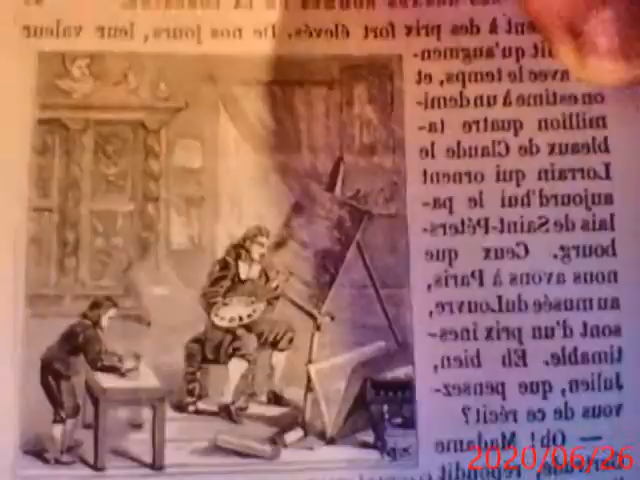 ent à des prix fort élevés. De nos jours, leur valeur
dit qu'augmen-
avec le temps, et
on estime à un demi-
million quatre ta-
bleaux de Claude le
Lorrain qui ornent
aujourd'hui le pa-
lais de Saint-Péters-
bourg. Ceux que
nous avons à Paris,
au musée du Louvre,
sont d'un prix ines-
timable. Eh bien,
Julien, que pensez-
vous de ce récit?
— Oh! Madame
répondit
2020/06/26